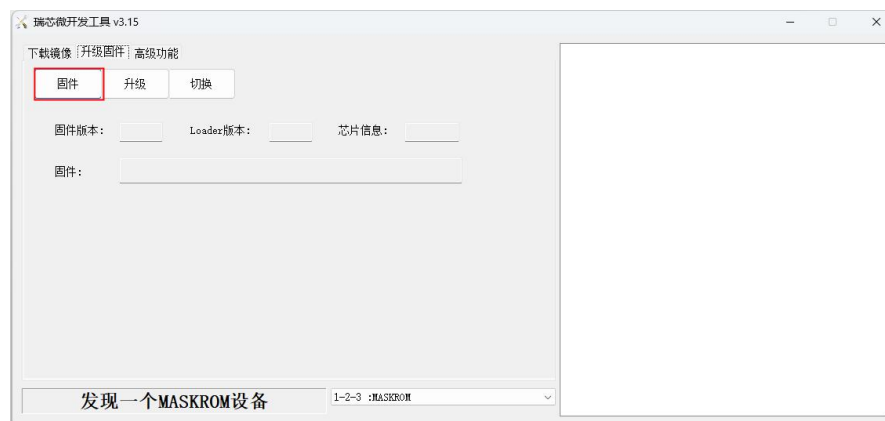 瑞芯微开发工具 v3.15
下载镜像 升级固件 高级功能
固件 升级 切换
固件版本: Loader版本: 芯片信息:
固件:
发现一个MASKROM设备 1-2-3 :MASKROM